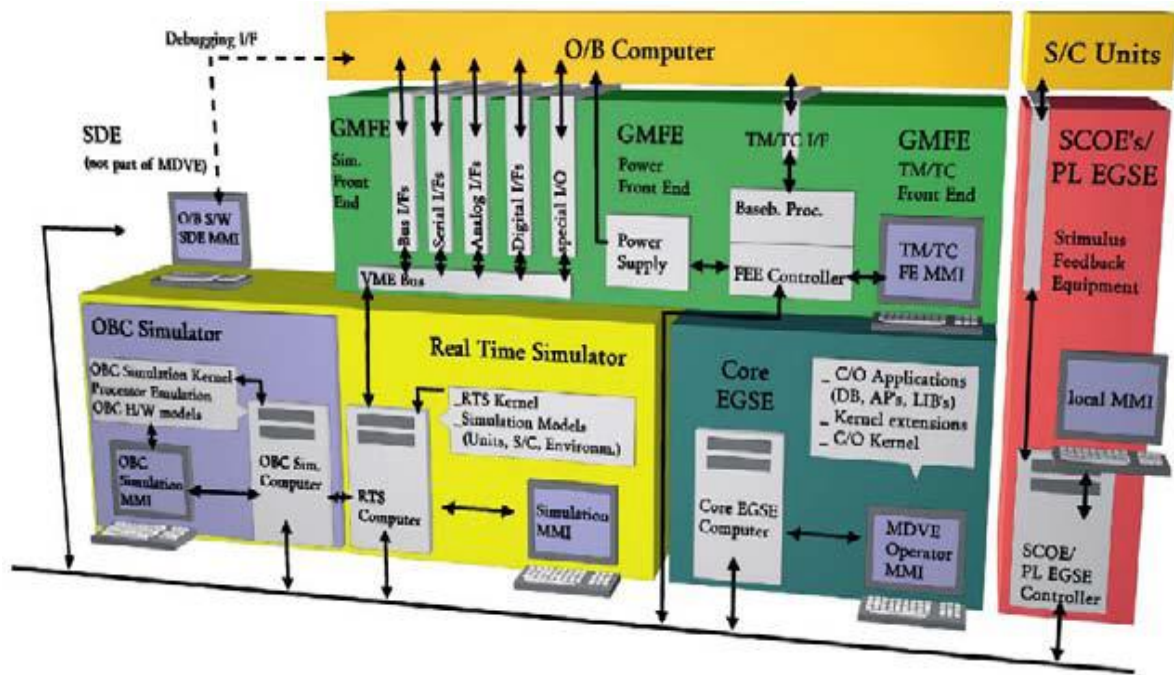 Debugging I/F
O/B Computer
S/C Units
SDE
(not part of MDVE)
O/B S/W
SDE MMI
GMFE
Sim.
Front
End
Bus I/Fs
Serial I/Fs
Analog I/Fs
Digital I/Fs
special I/O
VME Bus
GMFE
Power
Front End
Power
Supply
TM/TC I/F
Baseb. Proc.
FEE Controller
GMFE
TM/TC
Front End
TM/TC
FE MMI
SCOE's/
PL EGSE
Stimulus
Feedback
Equipment
local MMI
SCOE/
PL EGSE
Controller
OBC Simulator
OBC Simulation Kernel
Processor Emulation
OBC H/W models
OBC
Simulation
MMI
OBC Sim.
Computer
Real Time Simulator
_RTS Kernel
_Simulation Models
(Units, S/C, Environm.)
RTS
Computer
Simulation
MMI
Core
EGSE
_ C/O Applications
(DB, AP's, LIB's)
_ Kernel extensions
_ C/O Kernel
Core EGSE
Computer
MDVE
Operator
MMI